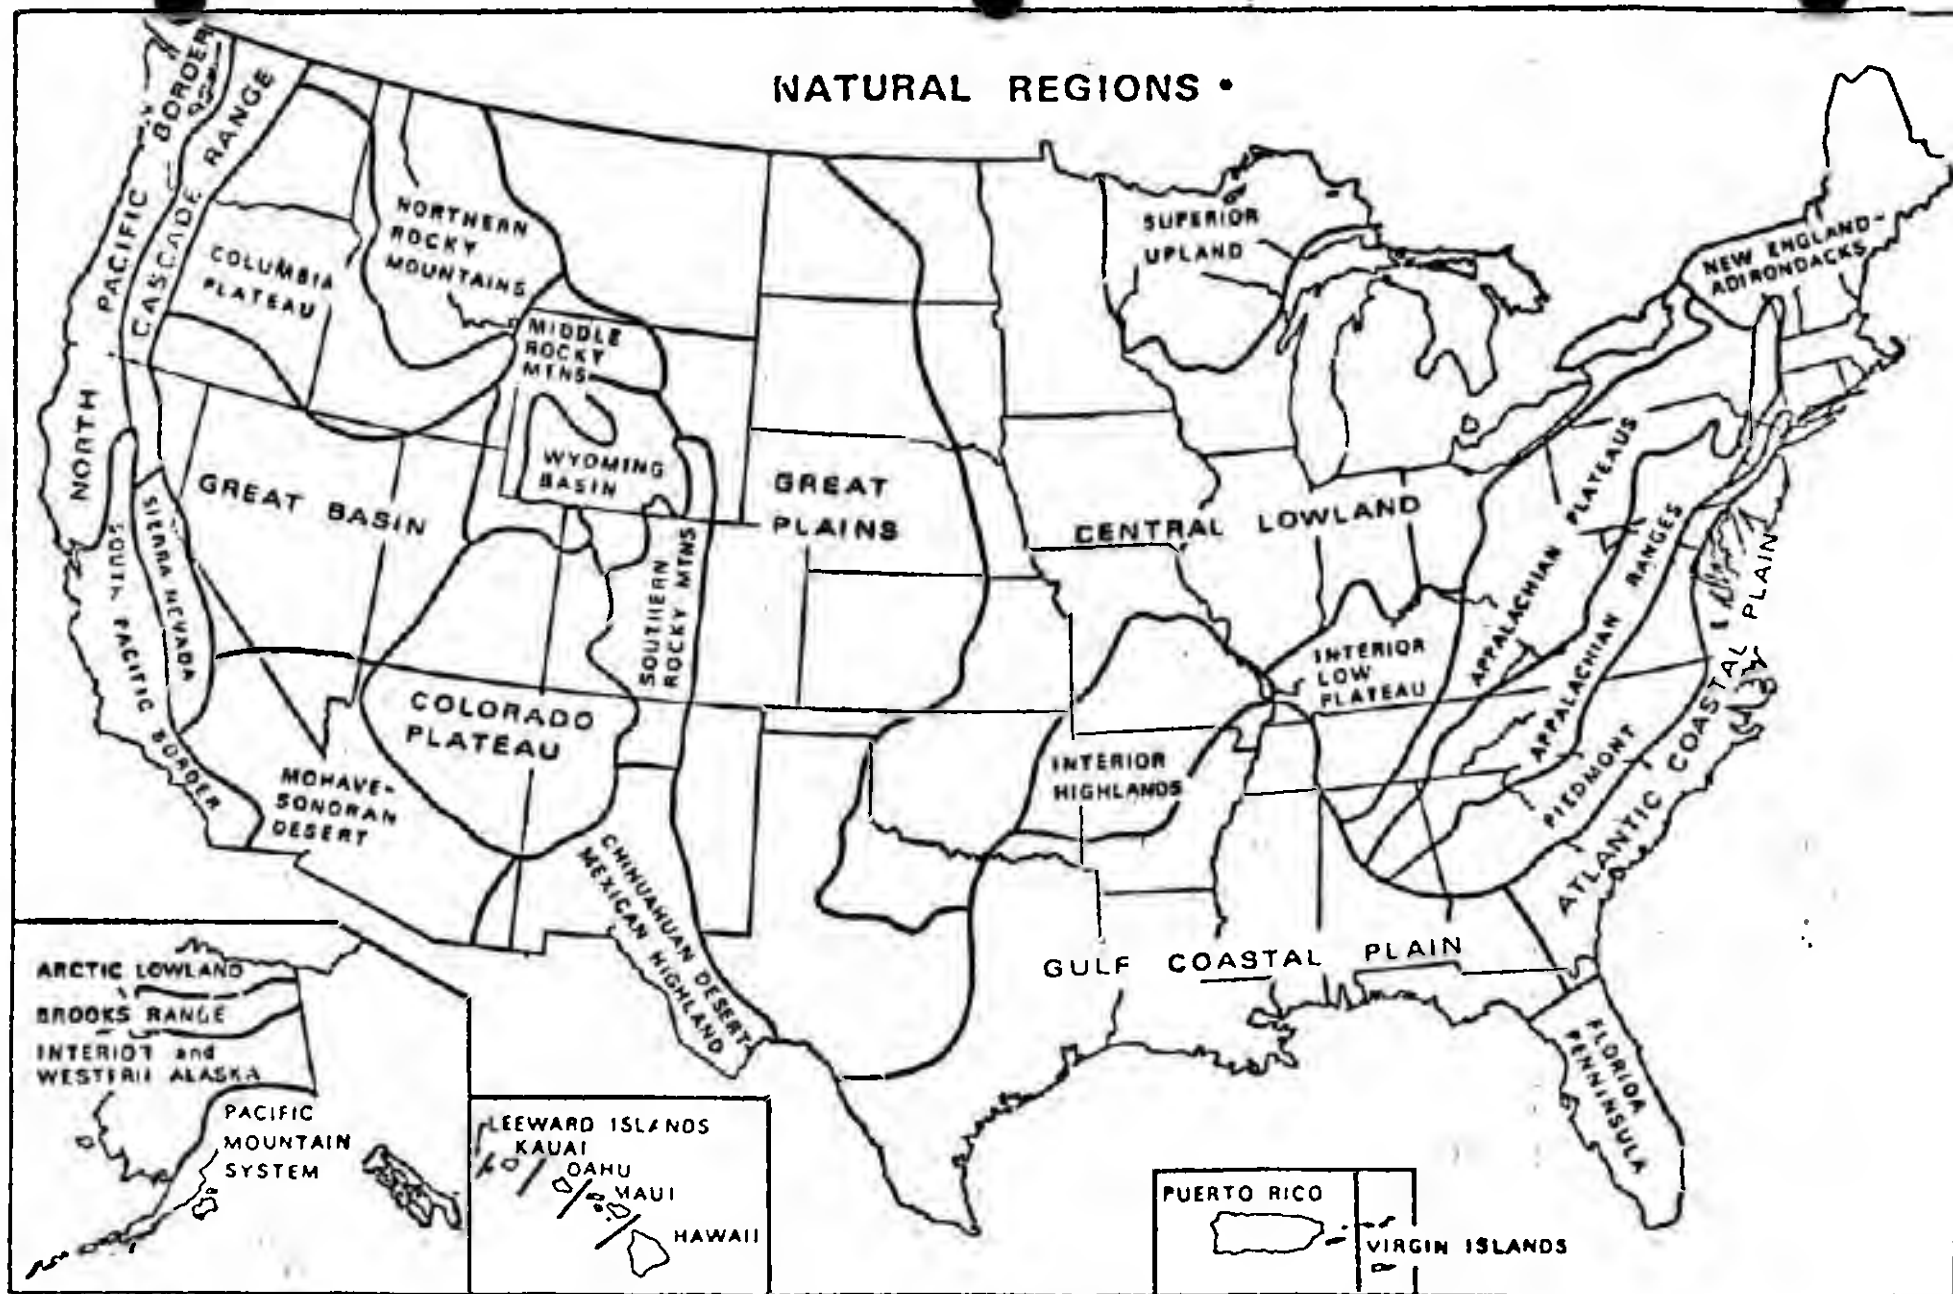 NATURAL REGIONS •
NORTH PACIFIC BORDER
CASCADE RANGE
COLUMBIA
PLATEAU
NORTHERN
ROCKY
MOUNTAINS
MIDDLE
ROCKY
MTNS
WYOMING
BASIN
GREAT BASIN
SIERRA NEVADA
SOUTH PACIFIC BORDER
MOHAVE-
SONORAN
DESERT
COLORADO
PLATEAU
SOUTHERN
ROCKY MTNS
CHIHUAHUAN DESERT-
MEXICAN HIGHLAND
GREAT
PLAINS
SUPERIOR
UPLAND
CENTRAL LOWLAND
INTERIOR
LOW
PLATEAU
INTERIOR
HIGHLANDS
NEW ENGLAND-
ADIRONDACKS
APPALACHIAN PLATEAUS
APPALACHIAN RANGES
PIEDMONT
ATLANTIC COASTAL PLAIN
GULF COASTAL PLAIN
FLORIDA
PENNINSULA
ARCTIC LOWLAND
BROOKS RANGE
INTERIOR and
WESTERN ALASKA
PACIFIC
MOUNTAIN
SYSTEM
LEEWARD ISLANDS
KAUAI
OAHU
MAUI
HAWAII
PUERTO RICO
VIRGIN ISLANDS